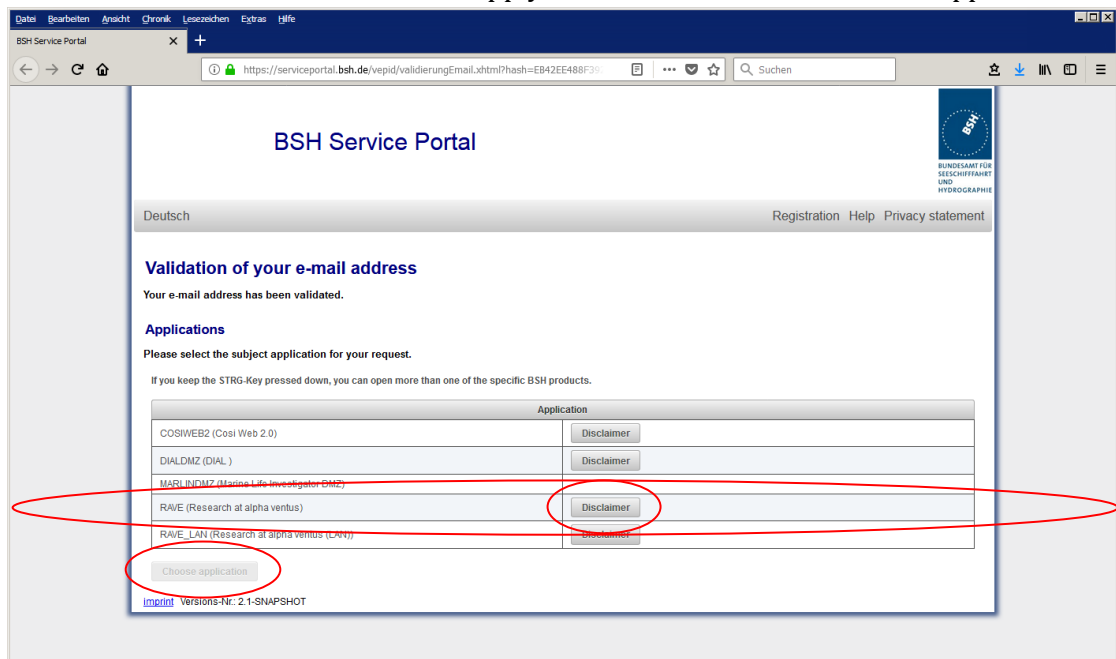 Datei Bearbeiten Ansicht Chronik Lesezeichen Extras Hilfe
BSH Service Portal
https://serviceportal.bsh.de/vepid/validierungEmail.xhtml?hash=EB42EE488F39
Suchen
BSH Service Portal
BSH
BUNDESAMT FÜR
SEESCHIFFFAHRT
UND
HYDROGRAPHIE
Deutsch Registration Help Privacy statement
Validation of your e-mail address
Your e-mail address has been validated.
Applications
Please select the subject application for your request.
If you keep the STRG-Key pressed down, you can open more than one of the specific BSH products.
Application
COSIWEB2 (Cosi Web 2.0) Disclaimer
DIALDMZ (DIAL ) Disclaimer
MARLINDMZ (Marine Life Investigator DMZ)
RAVE (Research at alpha ventus) Disclaimer
RAVE_LAN (Research at alpha ventus (LAN)) Disclaimer
Choose application
imprint Versions-Nr.: 2.1-SNAPSHOT